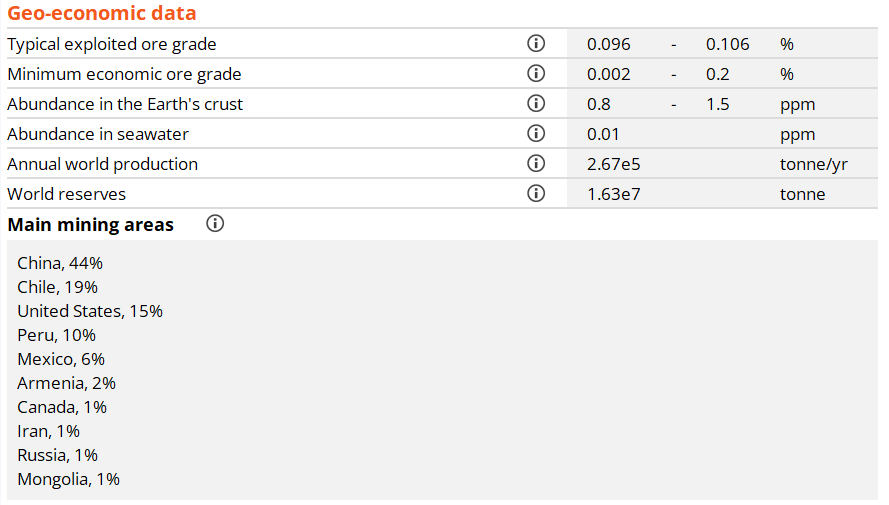 Geo-economic data
Typical exploited ore grade 0.096 - 0.106 %
Minimum economic ore grade 0.002 - 0.2 %
Abundance in the Earth's crust 0.8 - 1.5 ppm
Abundance in seawater 0.01 ppm
Annual world production 2.67e5 tonne/yr
World reserves 1.63e7 tonne
Main mining areas
China, 44%
Chile, 19%
United States, 15%
Peru, 10%
Mexico, 6%
Armenia, 2%
Canada, 1%
Iran, 1%
Russia, 1%
Mongolia, 1%